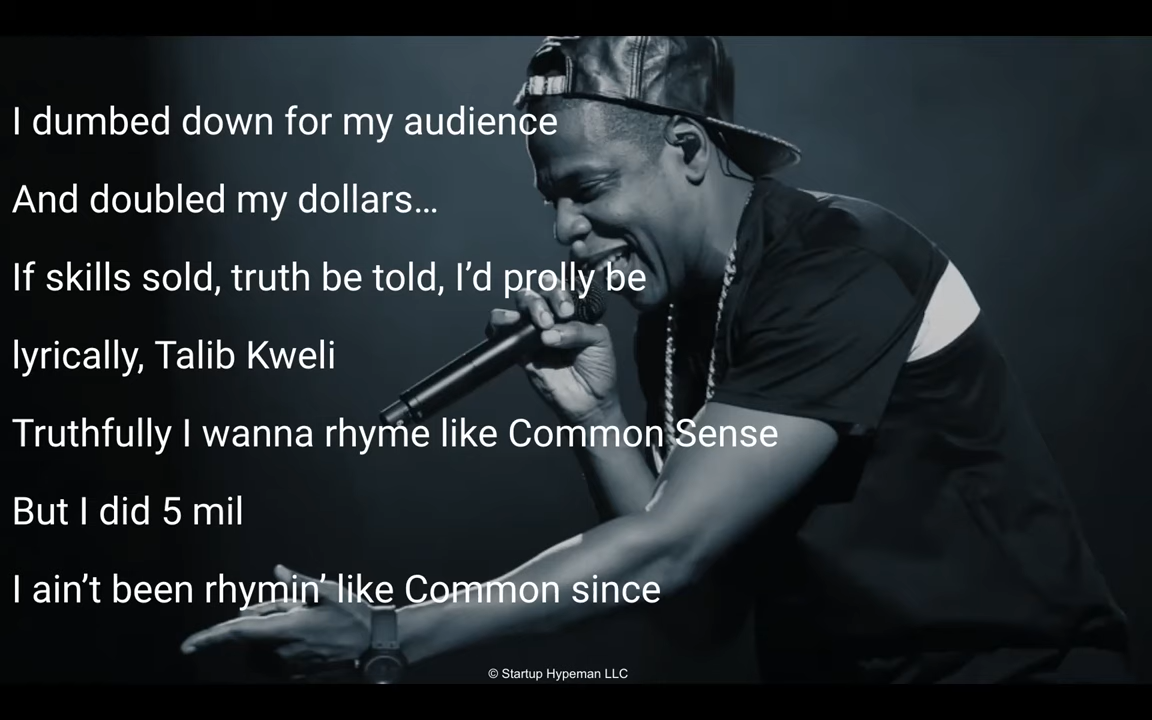 I dumbed down for my audience
And doubled my dollars...
If skills sold, truth be told, I’d prolly be
lyrically, Talib Kweli
Truthfully I wanna rhyme like Common Sense
But I did 5 mil
I ain’t been rhymin’ like Common since
© Startup Hypeman LLC